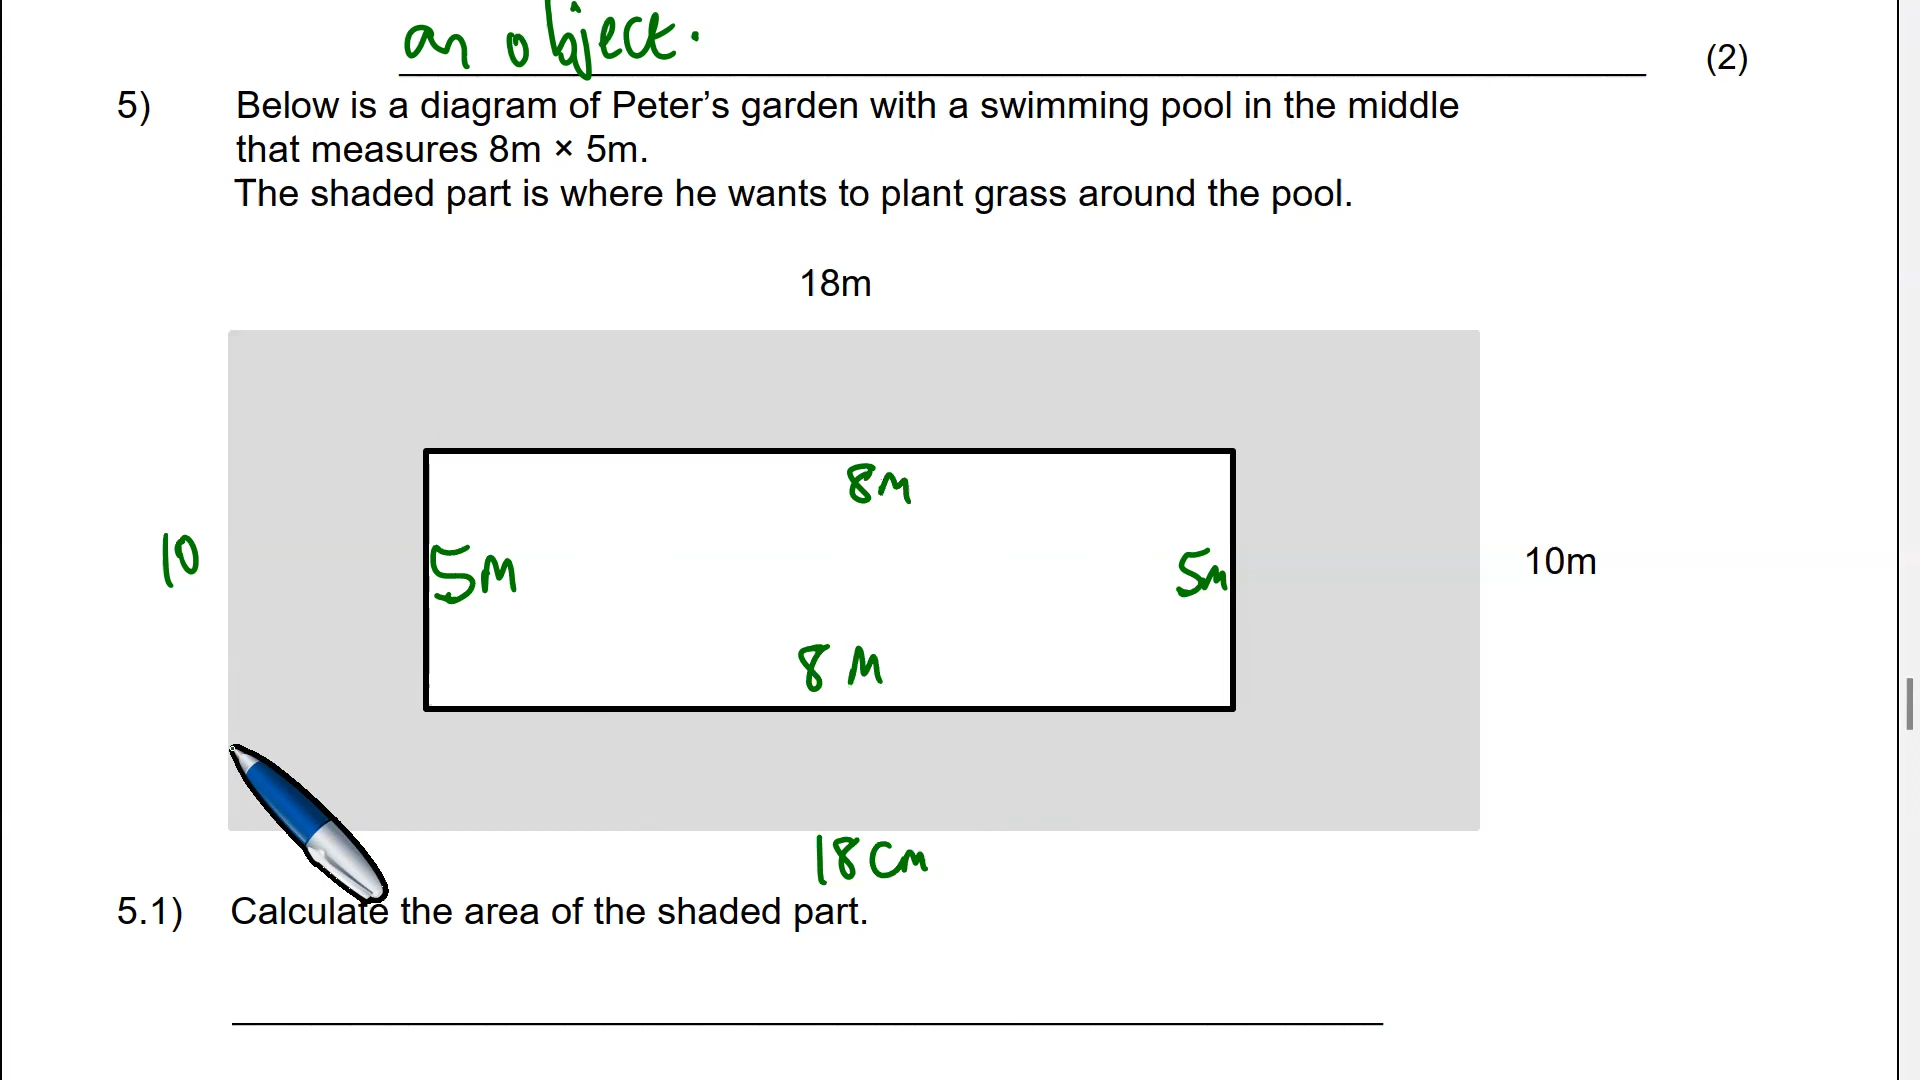 an object.
(2)
5) Below is a diagram of Peter’s garden with a swimming pool in the middle
that measures 8m × 5m.
The shaded part is where he wants to plant grass around the pool.
18m
8m
10
5m
5m
10m
8m
18cm
5.1) Calculate the area of the shaded part.